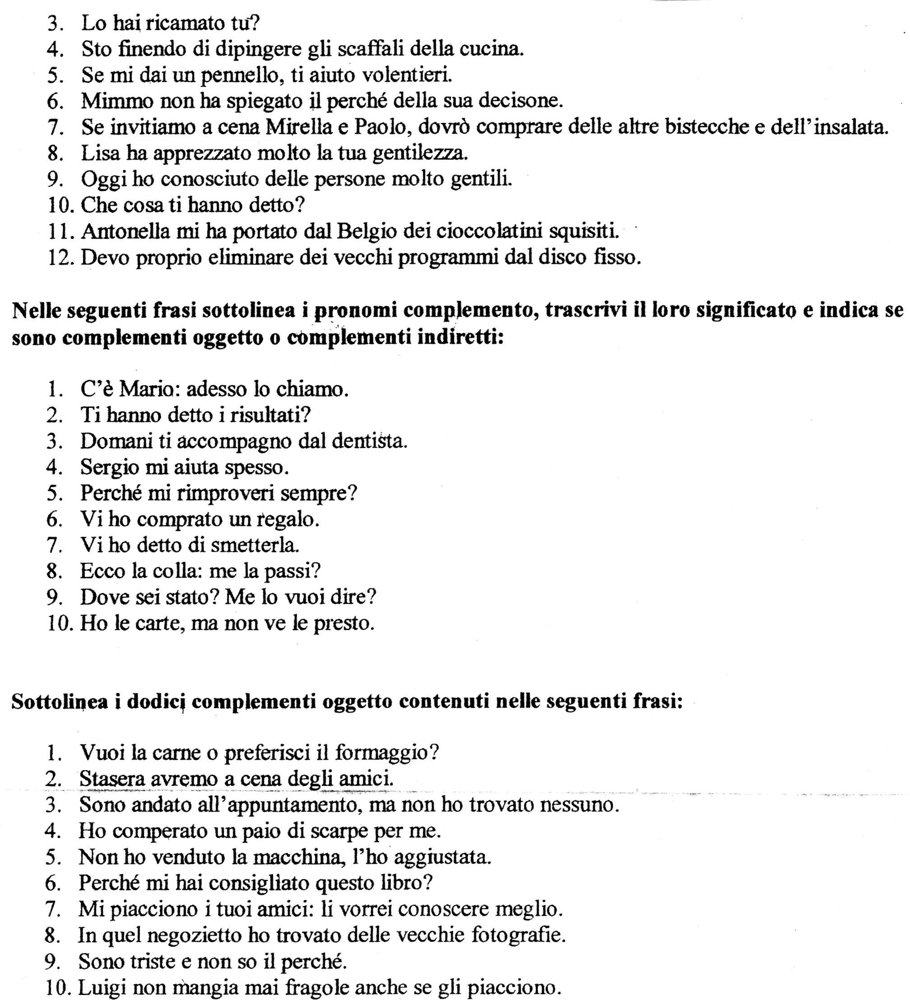 3. Lo hai ricamato tu?
4. Sto finendo di dipingere gli scaffali della cucina.
5. Se mi dai un pennello, ti aiuto volentieri.
6. Mimmo non ha spiegato il perché della sua decisone.
7. Se invitiamo a cena Mirella e Paolo, dovrò comprare delle altre bistecche e dell'insalata.
8. Lisa ha apprezzato molto la tua gentilezza.
9. Oggi ho conosciuto delle persone molto gentili.
10. Che cosa ti hanno detto?
11. Antonella mi ha portato dal Belgio dei cioccolatini squisiti.
12. Devo proprio eliminare dei vecchi programmi dal disco fisso.
Nelle seguenti frasi sottolinea i pronomi complemento, trascrivi il loro significato e indica se
sono complementi oggetto o complementi indiretti:
1. C'è Mario: adesso lo chiamo.
2. Ti hanno detto i risultati?
3. Domani ti accompagno dal dentista.
4. Sergio mi aiuta spesso.
5. Perché mi rimproveri sempre?
6. Vi ho comprato un regalo.
7. Vi ho detto di smetterla.
8. Ecco la colla: me la passi?
9. Dove sei stato? Me lo vuoi dire?
10. Ho le carte, ma non ve le presto.
Sottolinea i dodici complementi oggetto contenuti nelle seguenti frasi:
1. Vuoi la carne o preferisci il formaggio?
2. Stasera avremo a cena degli amici.
3. Sono andato all'appuntamento, ma non ho trovato nessuno.
4. Ho comperato un paio di scarpe per me.
5. Non ho venduto la macchina, l'ho aggiustata.
6. Perché mi hai consigliato questo libro?
7. Mi piacciono i tuoi amici: li vorrei conoscere meglio.
8. In quel negozietto ho trovato delle vecchie fotografie.
9. Sono triste e non so il perché.
10. Luigi non mangia mai fragole anche se gli piacciono.